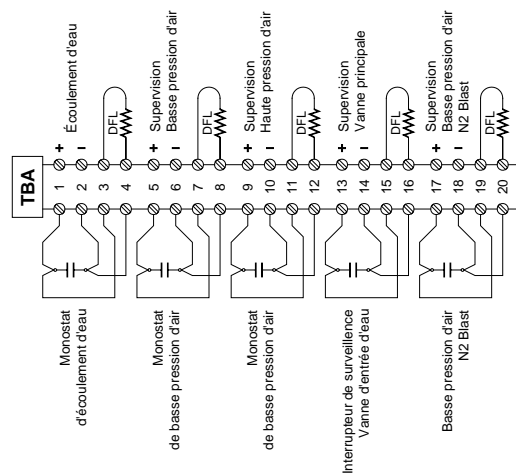 TBA
1
2
3
4
5
6
7
8
9
10
11
12
13
14
15
16
17
18
19
20
+
Écoulement d'eau
-
DFL
+
Supervision
Basse pression d'air
-
DFL
+
Supervision
Haute pression d'air
-
DFL
+
Supervision
Vanne principale
-
DFL
+
Supervision
Basse pression d'air
-
N2 Blast
DFL
Monostat
d'écoulement d'eau
Monostat
de basse pression d'air
Monostat
de basse pression d'air
Interrupteur de surveillence
Vanne d'entrée d'eau
Basse pression d'air
N2 Blast